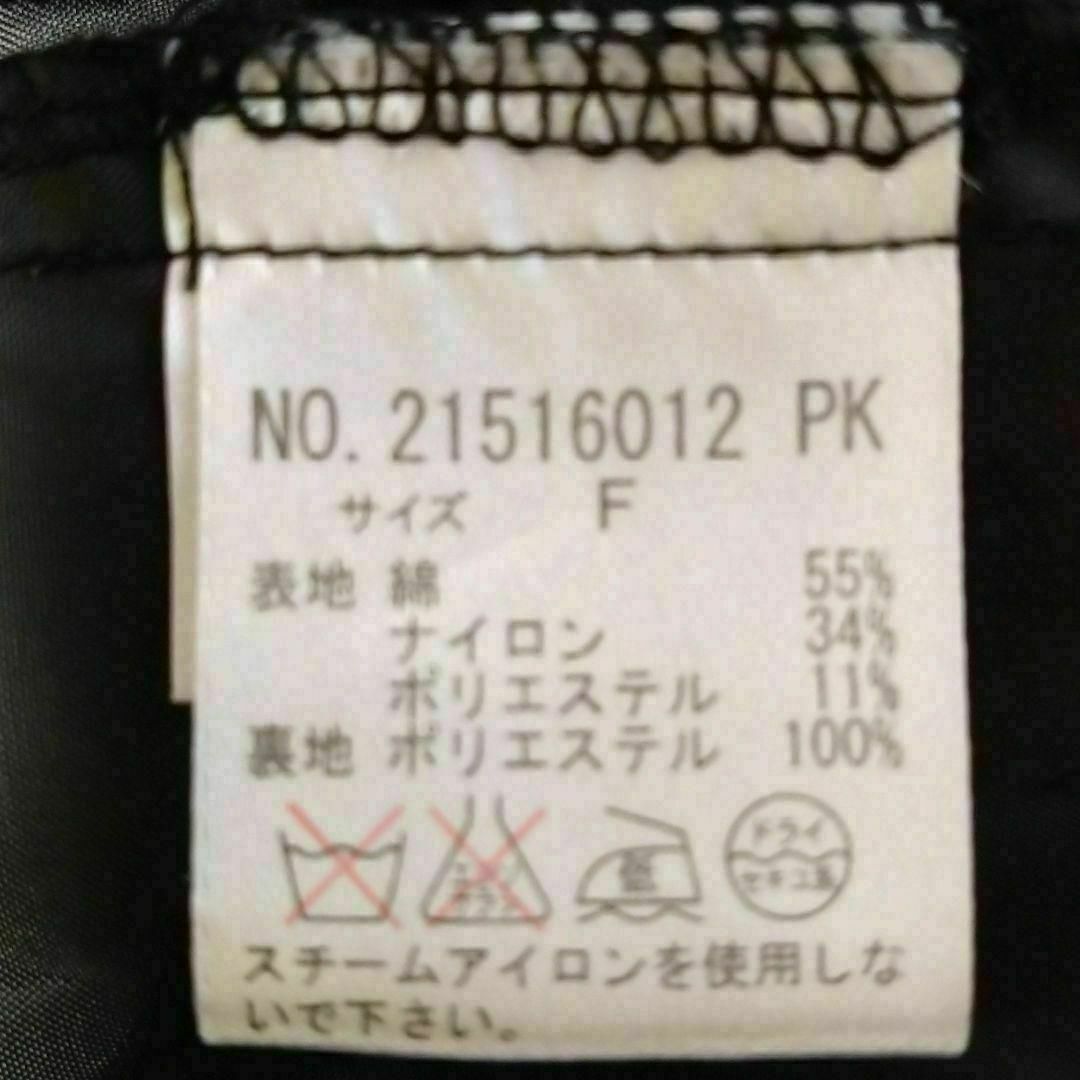 NO. 21516012 PK
サイズ F
表地 綿 55%
ナイロン 34%
ポリエステル 11%
裏地 ポリエステル 100%
低
ドライ
セキユ系
スチームアイロンを使用しな
いで下さい。